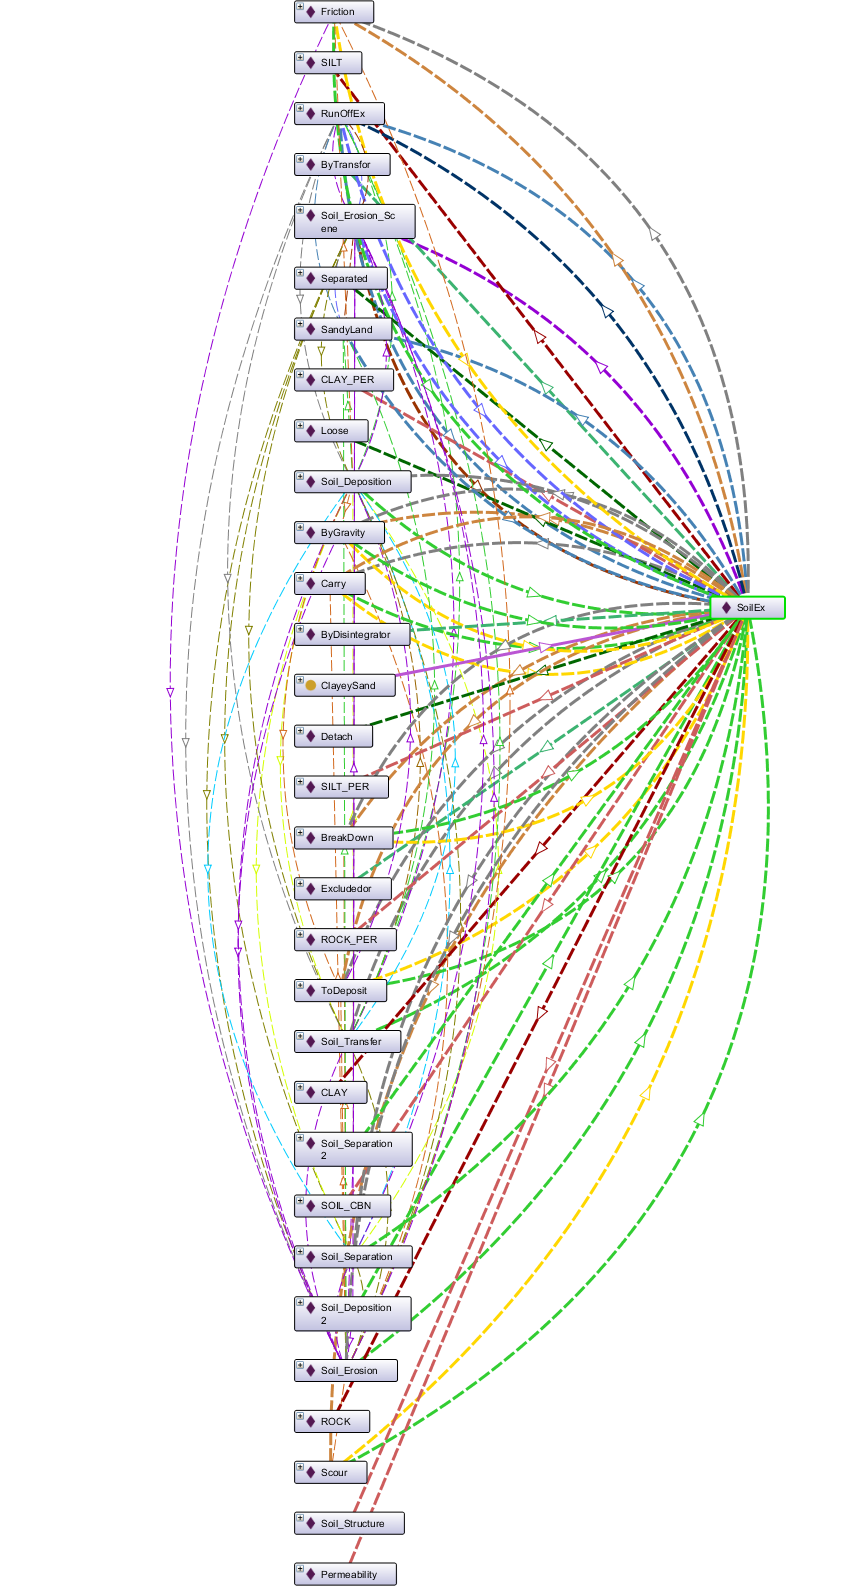 Friction
SILT
RunOffEx
ByTransfor
Soil_Erosion_Sc
ene
Separated
SandyLand
CLAY_PER
Loose
Soil_Deposition
ByGravity
Carry
SoilEx
ByDisintegrator
ClayeySand
Detach
SILT_PER
BreakDown
Excludedor
ROCK_PER
ToDeposit
Soil_Transfer
CLAY
Soil_Separation
2
SOIL_CBN
Soil_Separation
Soil_Deposition
2
Soil_Erosion
ROCK
Scour
Soil_Structure
Permeability